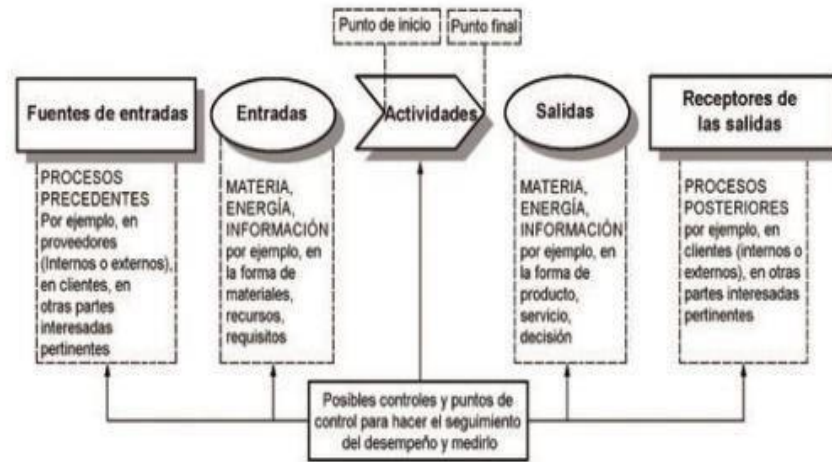 Punto de inicio
Punto final
Fuentes de entradas
Entradas
Actividades
Salidas
Receptores de
las salidas
PROCESOS
PRECEDENTES
Por ejemplo, en
proveedores
(Internos o externos),
en clientes, en
otras partes
interesadas
pertinentes
MATERIA,
ENERGÍA,
INFORMACIÓN
por ejemplo, en
la forma de
materiales,
recursos,
requisitos
MATERIA,
ENERGÍA,
INFORMACIÓN
por ejemplo, en
la forma de
producto,
servicio,
decisión
PROCESOS
POSTERIORES
por ejemplo, en
clientes (internos o
externos), en otras
partes interesadas
pertinentes
Posibles controles y puntos de
control para hacer el seguimiento
del desempeño y medirlo